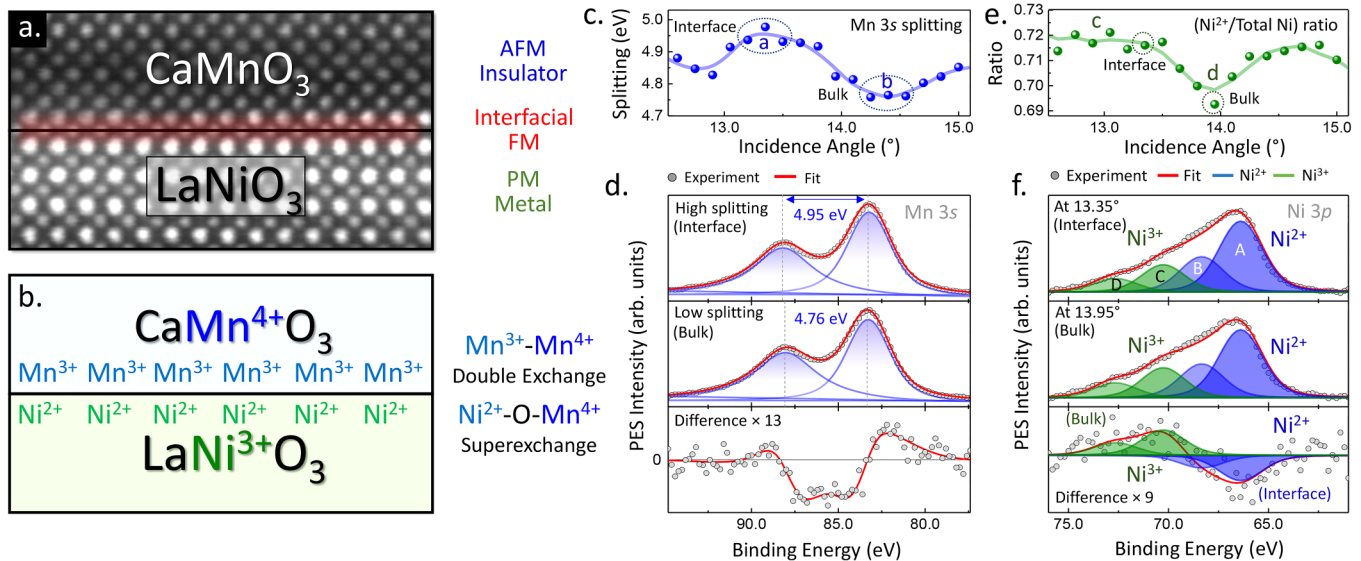 a.
CaMnO₃
LaNiO₃
AFM
Insulator
Interfacial
FM
PM
Metal
b.
CaMn⁴⁺O₃
Mn³⁺ Mn³⁺ Mn³⁺ Mn³⁺ Mn³⁺ Mn³⁺
Ni²⁺ Ni²⁺ Ni²⁺ Ni²⁺ Ni²⁺ Ni²⁺
LaNi³⁺O₃
Mn³⁺-Mn⁴⁺
Double Exchange
Ni²⁺-O-Mn⁴⁺
Superexchange
c.
Splitting (eV)
5.0
4.9
4.8
4.7
Interface
a
Mn 3s splitting
b
Bulk
13.0 14.0 15.0
Incidence Angle (°)
d.
Experiment Fit
PES Intensity (arb. units)
High splitting
(Interface)
4.95 eV
Mn 3s
Low splitting
(Bulk)
4.76 eV
Difference × 13
0
90.0 85.0 80.0
Binding Energy (eV)
e.
Ratio
0.73
0.72
0.71
0.70
0.69
c
(Ni²⁺/Total Ni) ratio
Interface
d
Bulk
13.0 14.0 15.0
Incidence Angle (°)
f.
Experiment Fit Ni²⁺ Ni³⁺
PES Intensity (arb. units)
At 13.35°
(Interface)
Ni 3p
Ni³⁺
Ni²⁺
A
B
C
D
At 13.95°
(Bulk)
Ni³⁺
Ni²⁺
(Bulk)
Ni²⁺
Ni³⁺
(Interface)
Difference × 9
75.0 70.0 65.0
Binding Energy (eV)